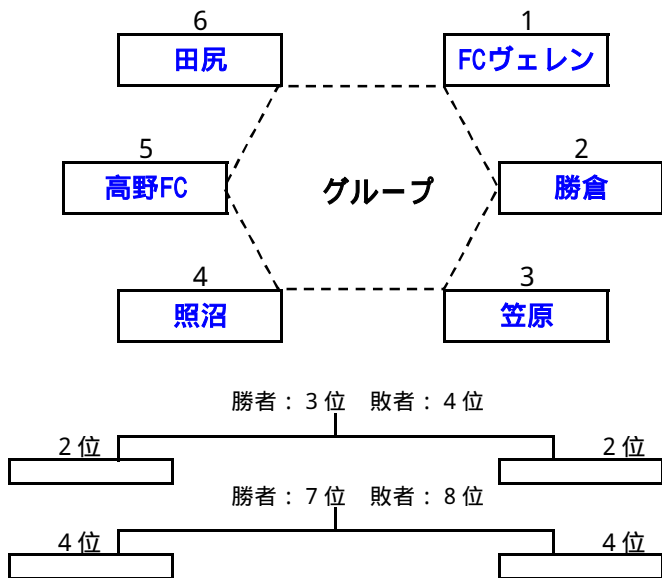 6 1
田尻 FCヴェレン
5 2
高野FC グループ 勝倉
4 3
照沼 笠原
勝者：3位 敗者：4位
2位 2位
勝者：7位 敗者：8位
4位 4位